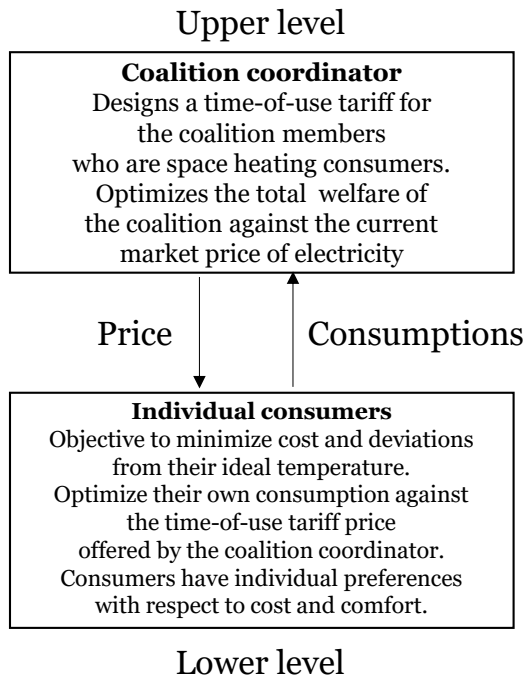 Upper level
Coalition coordinator
Designs a time-of-use tariff for
the coalition members
who are space heating consumers.
Optimizes the total welfare of
the coalition against the current
market price of electricity
Price
Consumptions
Individual consumers
Objective to minimize cost and deviations
from their ideal temperature.
Optimize their own consumption against
the time-of-use tariff price
offered by the coalition coordinator.
Consumers have individual preferences
with respect to cost and comfort.
Lower level